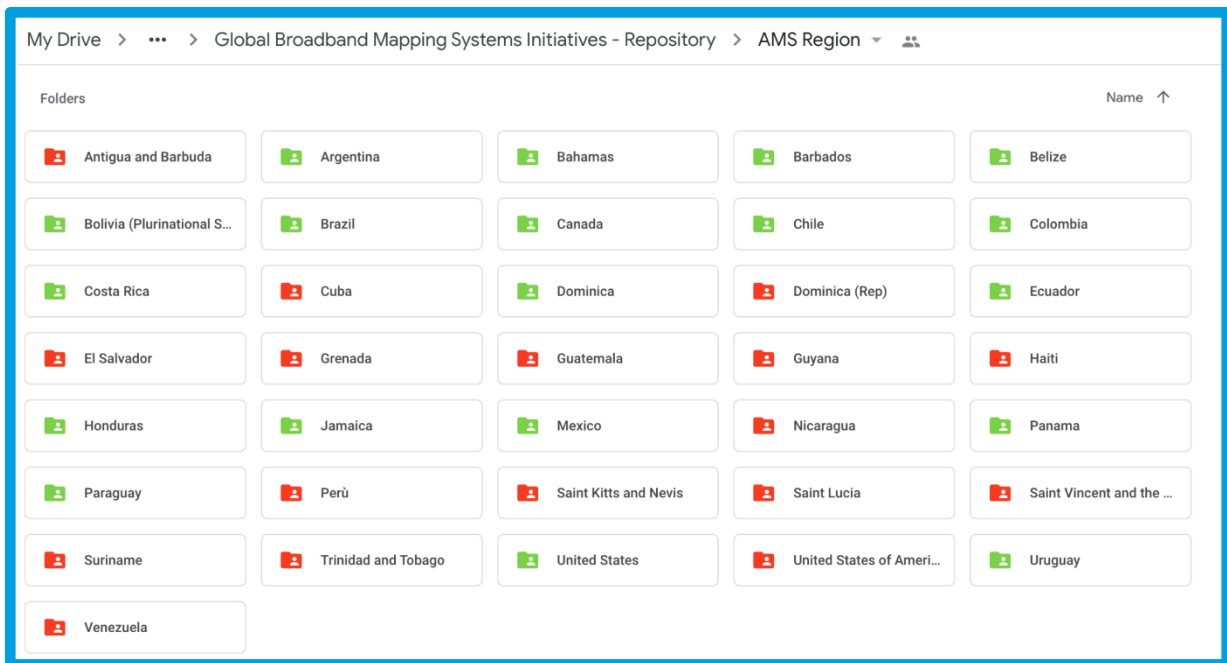 My Drive > ••• > Global Broadband Mapping Systems Initiatives - Repository > AMS Region
Folders Name ↑
Antigua and Barbuda Argentina Bahamas Barbados Belize
Bolivia (Plurinational S... Brazil Canada Chile Colombia
Costa Rica Cuba Dominica Dominica (Rep) Ecuador
El Salvador Grenada Guatemala Guyana Haiti
Honduras Jamaica Mexico Nicaragua Panama
Paraguay Perù Saint Kitts and Nevis Saint Lucia Saint Vincent and the ...
Suriname Trinidad and Tobago United States United States of Ameri... Uruguay
Venezuela